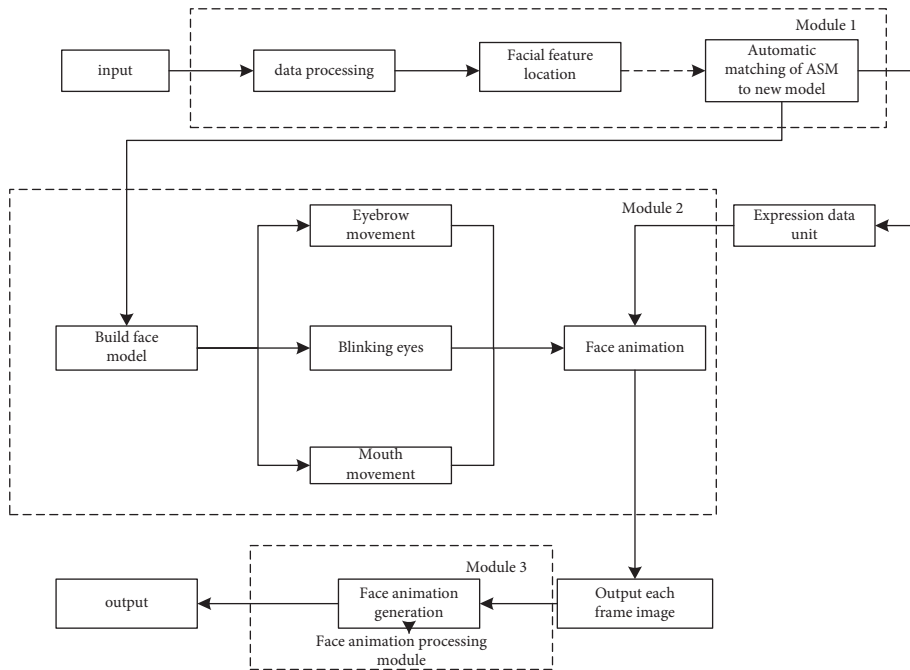 Module 1
input
data processing
Facial feature
location
Automatic
matching of ASM
to new model
Module 2
Eyebrow
movement
Expression data
unit
Build face
model
Blinking eyes
Face animation
Mouth
movement
Module 3
output
Face animation
generation
Output each
frame image
Face animation processing
module